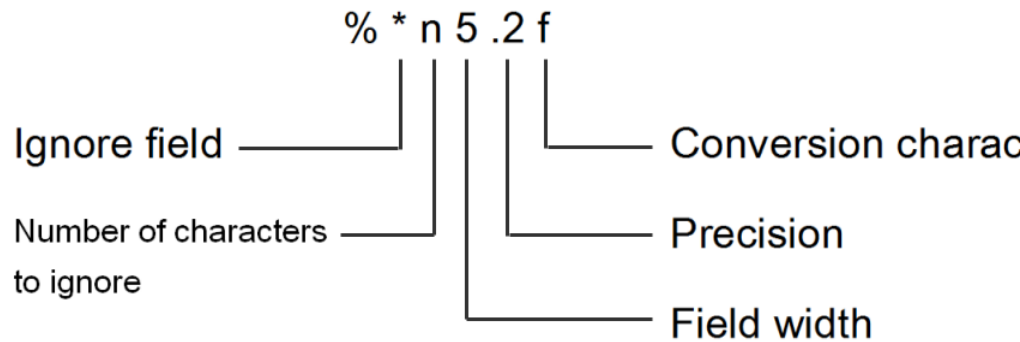 % * n 5 .2 f
Ignore field
Conversion charac
Number of characters
to ignore
Precision
Field width